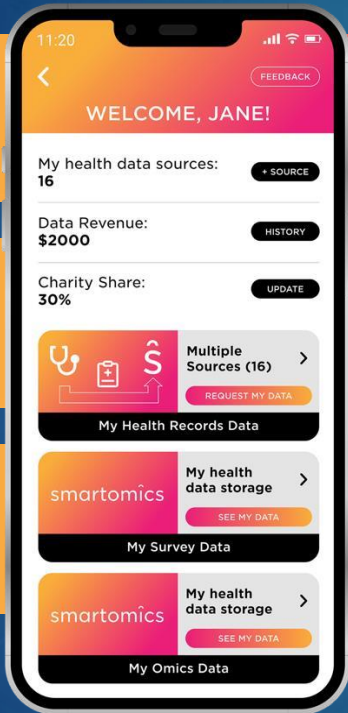 11:20
FEEDBACK
WELCOME, JANE!
My health data sources:
16
+ SOURCE
Data Revenue:
$2000
HISTORY
Charity Share:
30%
UPDATE
ŝ
Multiple
Sources (16)
REQUEST MY DATA
My Health Records Data
smartomîcs
My health
data storage
SEE MY DATA
My Survey Data
smartomîcs
My health
data storage
SEE MY DATA
My Omics Data